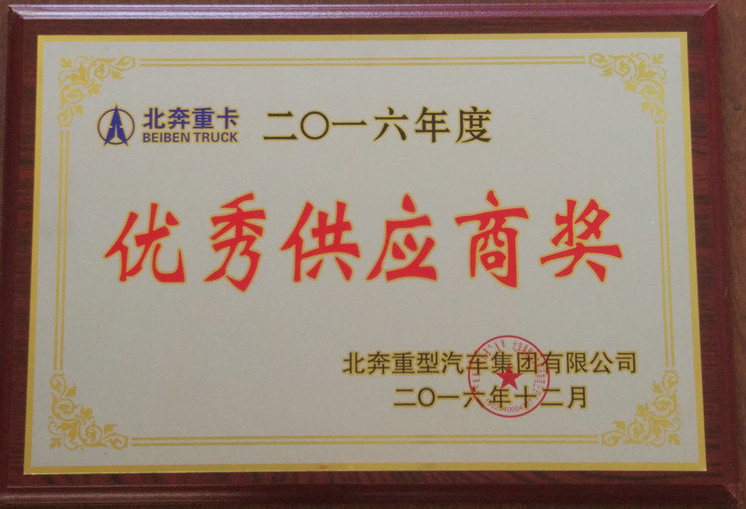 北奔重卡 二〇一六年度
BEIBEN TRUCK
优秀供应商奖
北奔重型汽车集团有限公司
二〇一六年十二月